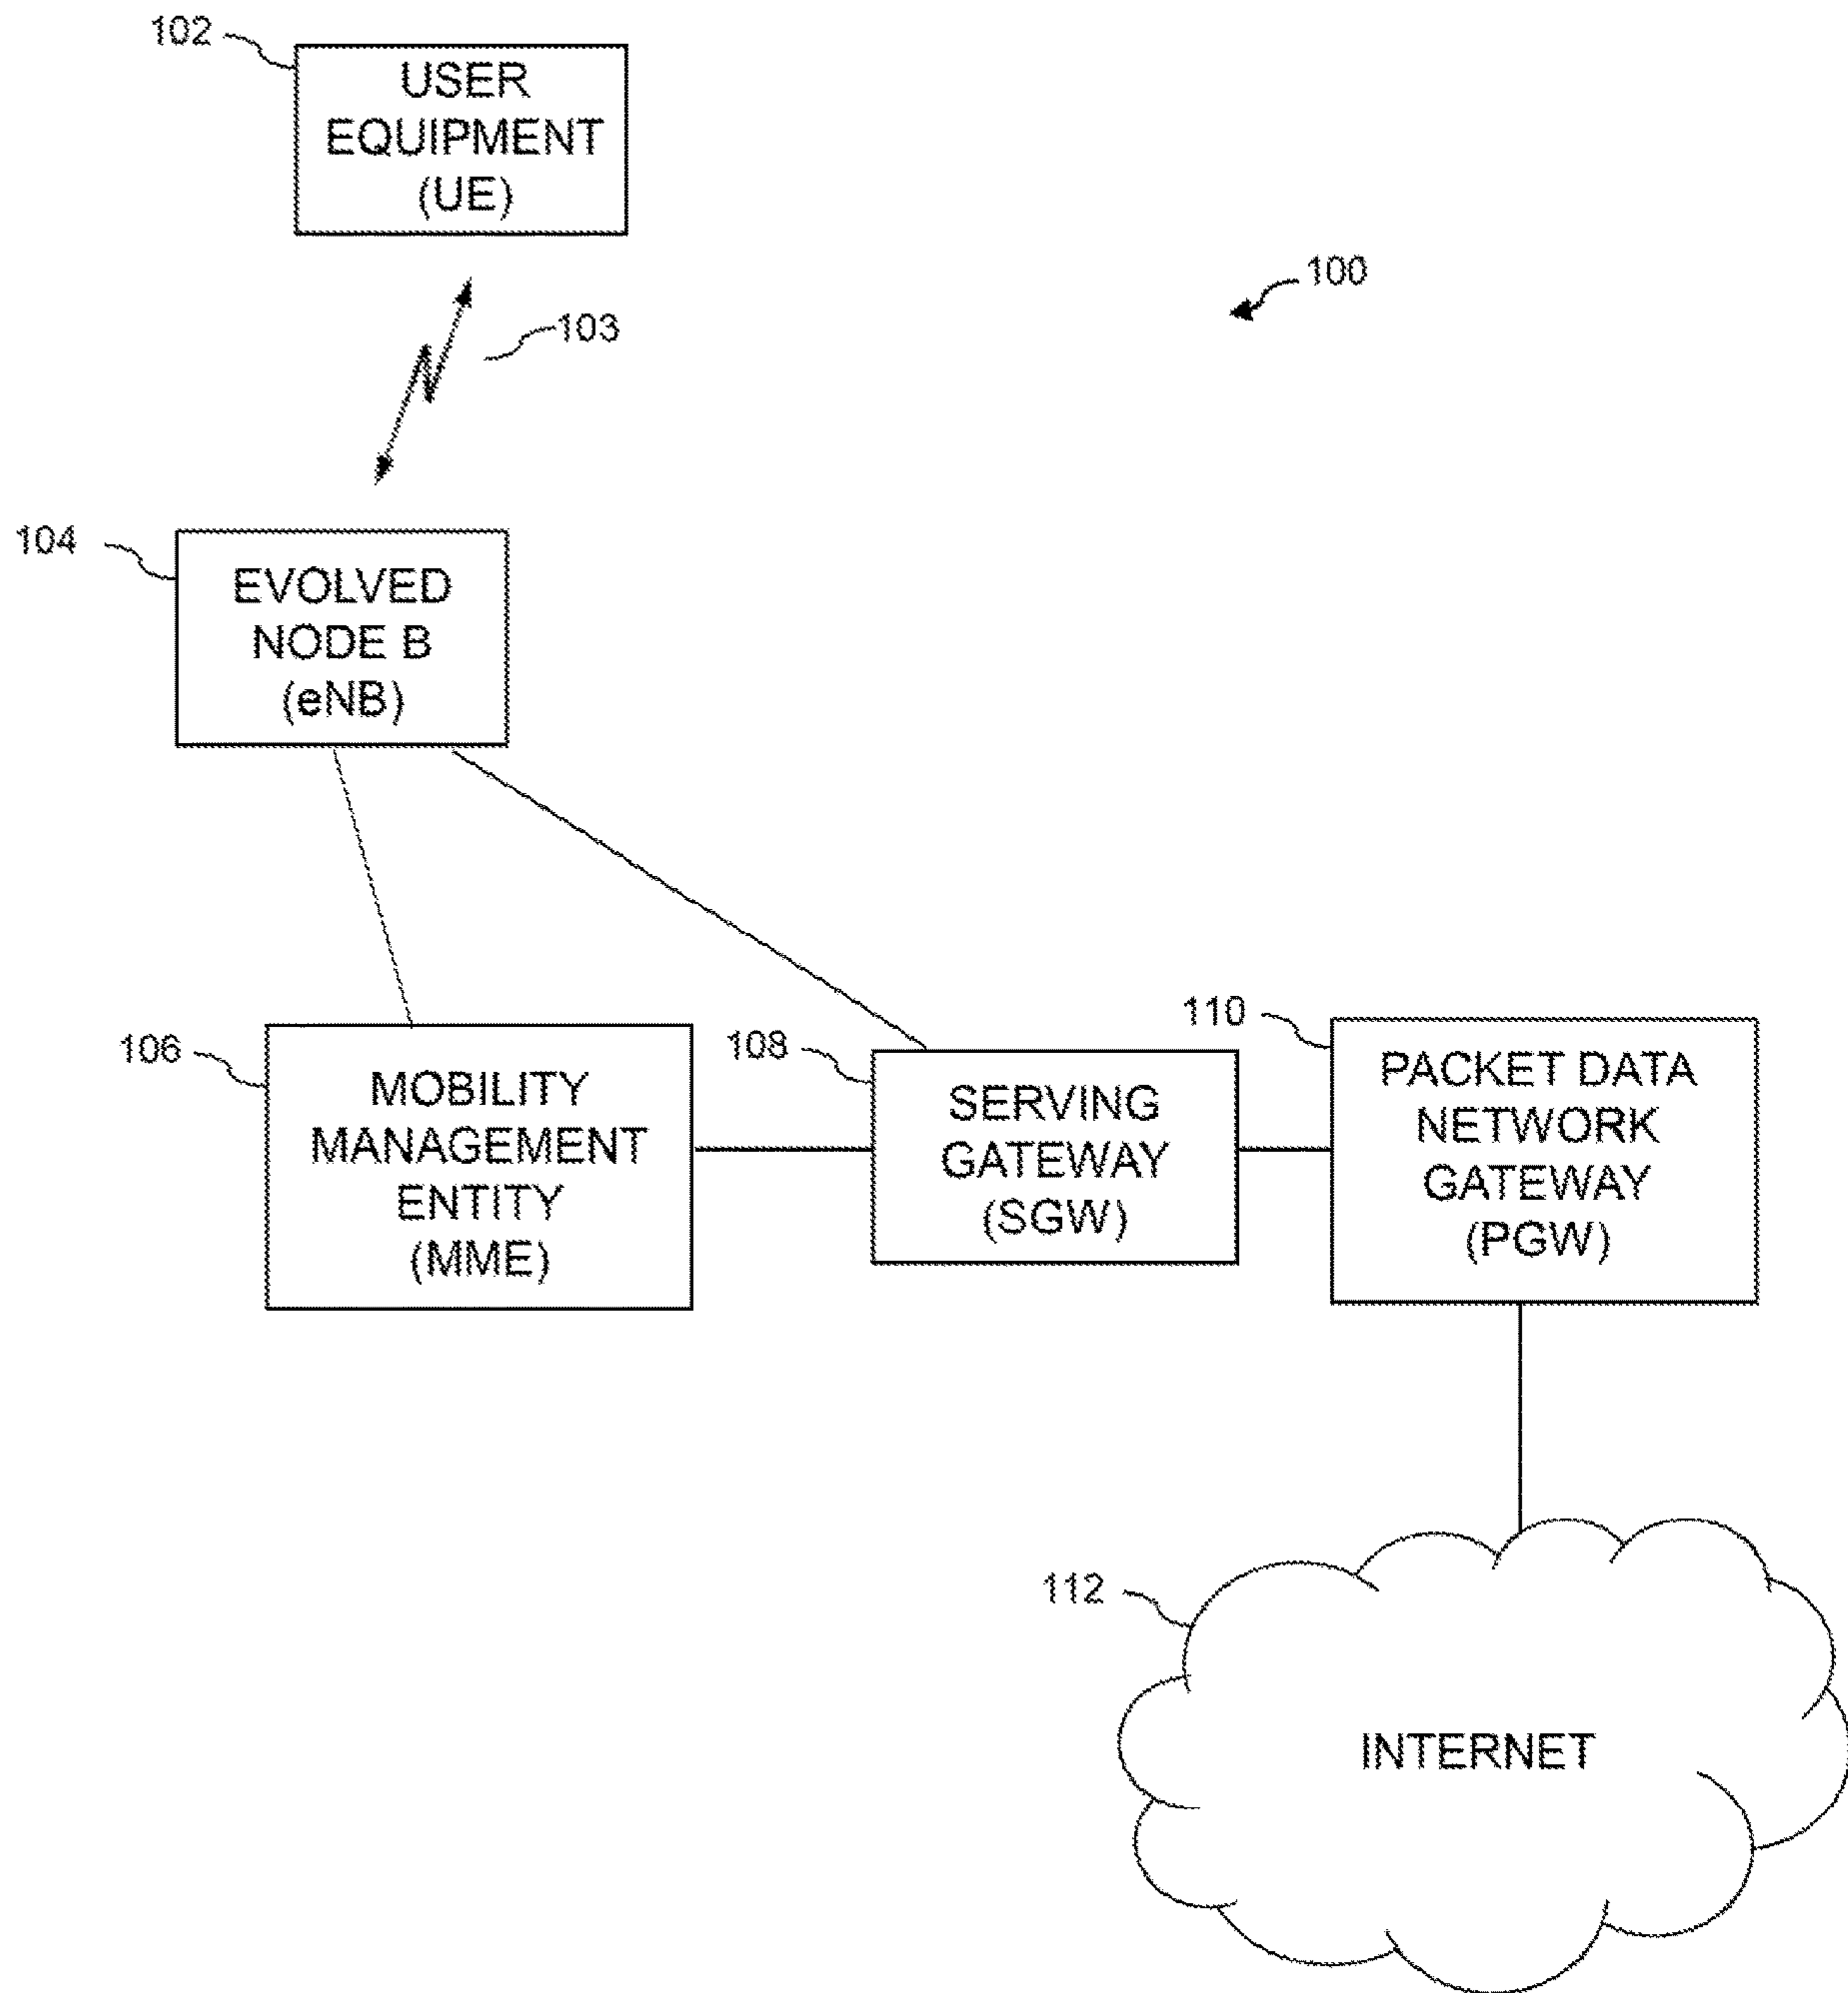 102
USER
EQUIPMENT
(UE)
100
103
104
EVOLVED
NODE B
(eNB)
106
MOBILITY
MANAGEMENT
ENTITY
(MME)
108
SERVING
GATEWAY
(SGW)
110
PACKET DATA
NETWORK
GATEWAY
(PGW)
112
INTERNET